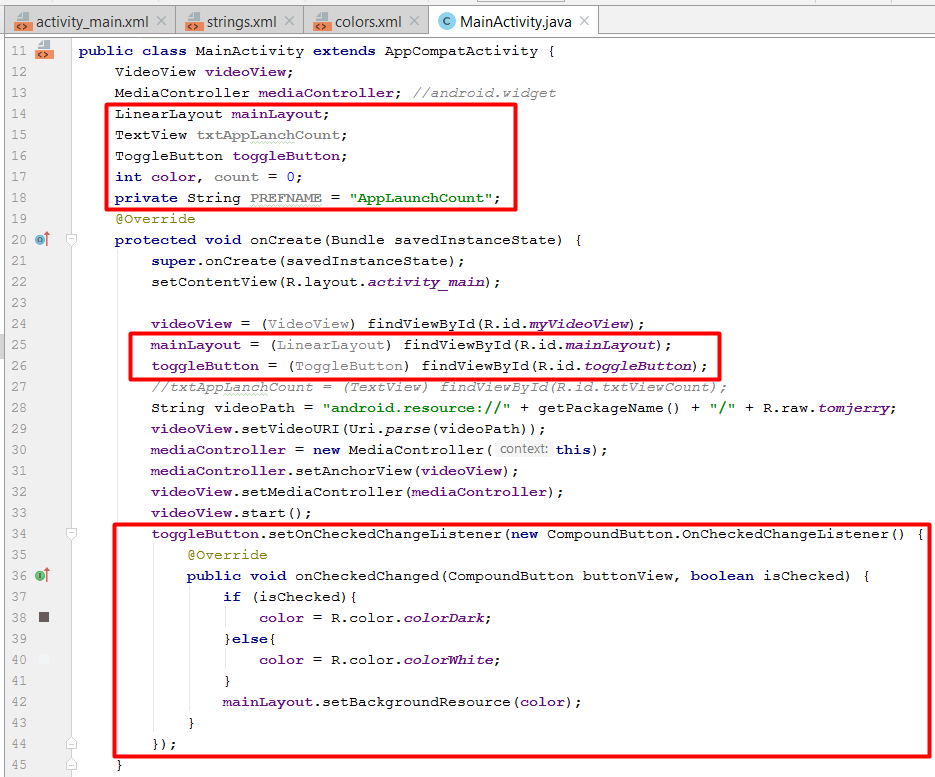 activity_main.xml strings.xml colors.xml MainActivity.java
11 public class MainActivity extends AppCompatActivity {
12 VideoView videoView;
13 MediaController mediaController; //android.widget
14 LinearLayout mainLayout;
15 TextView txtAppLanchCount;
16 ToggleButton toggleButton;
17 int color, count = 0;
18 private String PREFNAME = "AppLaunchCount";
19 @Override
20 protected void onCreate(Bundle savedInstanceState) {
21 super.onCreate(savedInstanceState);
22 setContentView(R.layout.activity_main);
23
24 videoView = (VideoView) findViewById(R.id.myVideoView);
25 mainLayout = (LinearLayout) findViewById(R.id.mainLayout);
26 toggleButton = (ToggleButton) findViewById(R.id.toggleButton);
27 //txtAppLanchCount = (TextView) findViewById(R.id.txtViewCount);
28 String videoPath = "android.resource://" + getPackageName() + "/" + R.raw.tomjerry;
29 videoView.setVideoURI(Uri.parse(videoPath));
30 mediaController = new MediaController( context: this);
31 mediaController.setAnchorView(videoView);
32 videoView.setMediaController(mediaController);
33 videoView.start();
34 toggleButton.setOnCheckedChangeListener(new CompoundButton.OnCheckedChangeListener() {
35 @Override
36 public void onCheckedChanged(CompoundButton buttonView, boolean isChecked) {
37 if (isChecked){
38 color = R.color.colorDark;
39 }else{
40 color = R.color.colorWhite;
41 }
42 mainLayout.setBackgroundResource(color);
43 }
44 });
45 }